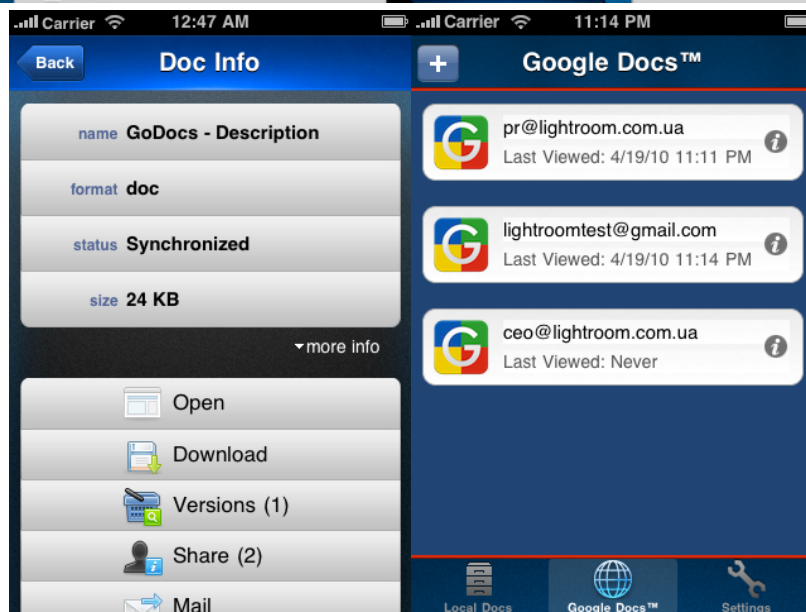 Carrier 12:47 AM
Back Doc Info
name GoDocs - Description
format doc
status Synchronized
size 24 KB
more info
Open
Download
Versions (1)
Share (2)
Mail
Carrier 11:14 PM
+ Google Docs™
G pr@lightroom.com.ua
Last Viewed: 4/19/10 11:11 PM
G lightroomtest@gmail.com
Last Viewed: 4/19/10 11:14 PM
G ceo@lightroom.com.ua
Last Viewed: Never
Local Docs Google Docs™ Settings